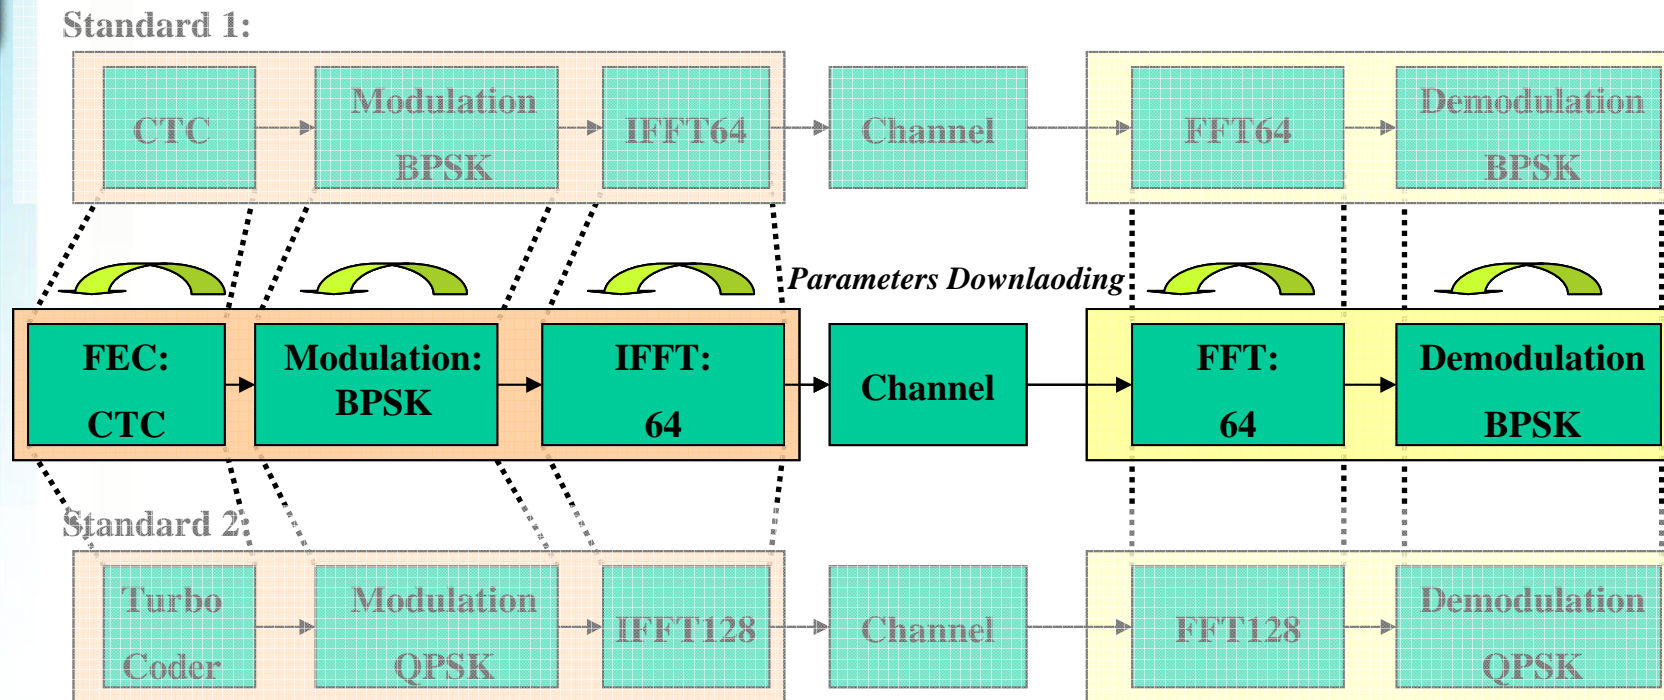 Standard 1:
CTC
Modulation
BPSK
IFFT64
Channel
FFT64
Demodulation
BPSK
Parameters Downlaoding
FEC:
CTC
Modulation:
BPSK
IFFT:
64
Channel
FFT:
64
Demodulation
BPSK
Standard 2:
Turbo
Coder
Modulation
QPSK
IFFT128
Channel
FFT128
Demodulation
QPSK